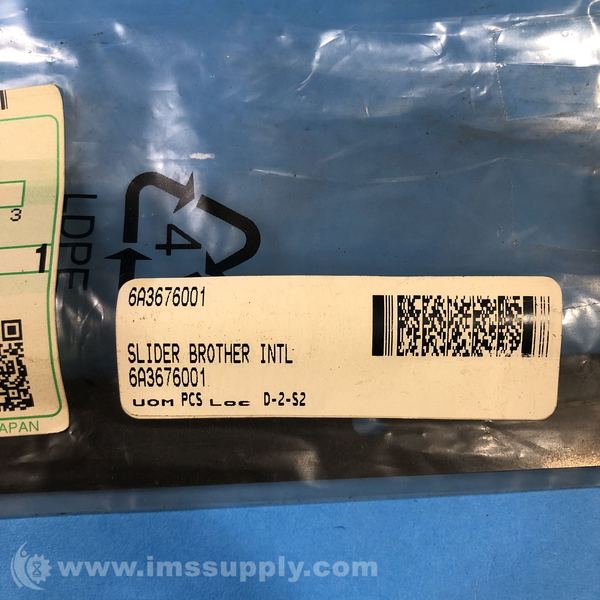 3
1
APAN
LDPE
4
6A3676001
SLIDER BROTHER INTL
6A3676001
UOM PCS Loc D-2-S2
www.imssupply.com